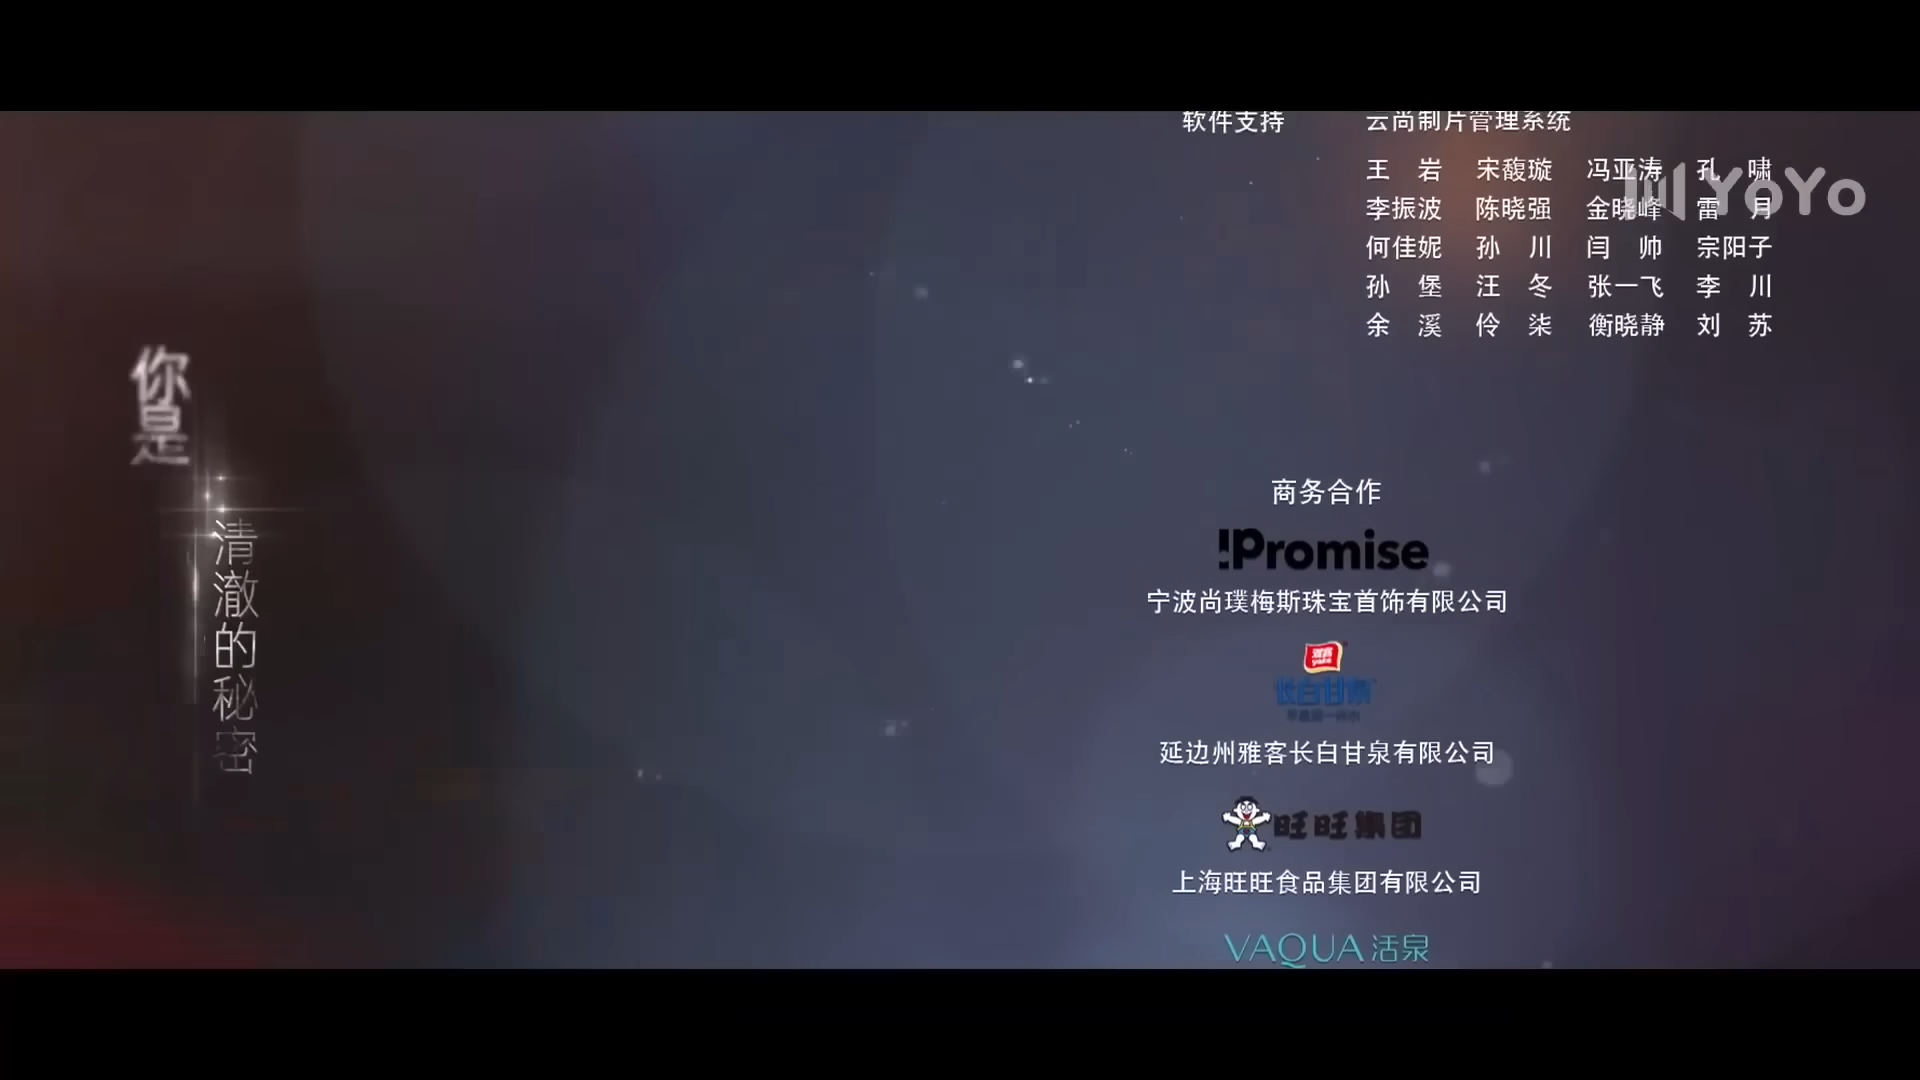 软件支持 云尚制片管理系统
王岩 宋馥璇 冯亚涛 孔啸
李振波 陈晓强 金晓峰 雷月
何佳妮 孙川 闫帅 宗阳子
孙堡 汪冬 张一飞 李川
余溪 伶柒 衡晓静 刘苏
YoYo
你是
清澈的秘密
商务合作
!Promise
宁波尚璞梅斯珠宝首饰有限公司
雅客
yake
长白甘泉
延边州雅客长白甘泉有限公司
旺旺集团
上海旺旺食品集团有限公司
VAQUA 活泉